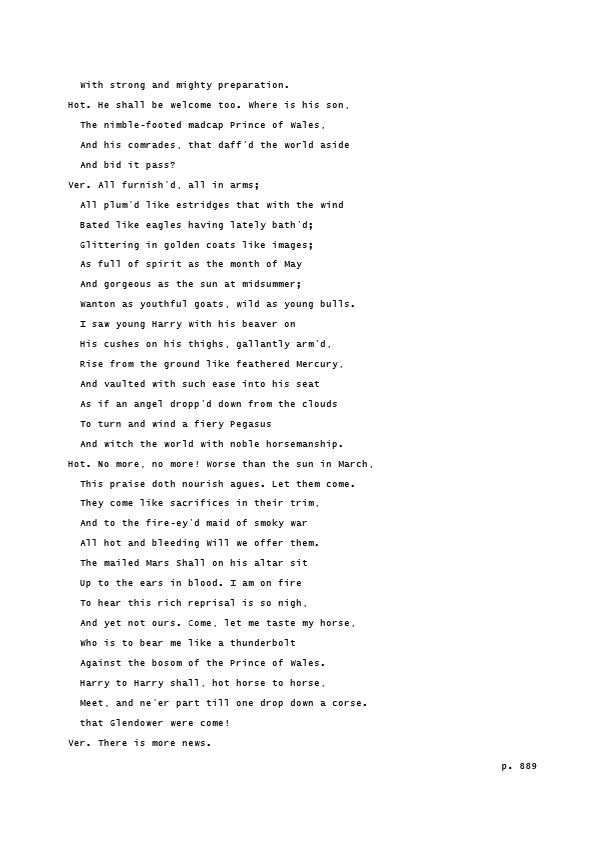 With strong and mighty preparation.
Hot. He shall be welcome too. Where is his son,
The nimble-footed madcap Prince of Wales,
And his comrades, that daff'd the world aside
And bid it pass?
Ver. All furnish'd, all in arms;
All plum'd like estridges that with the wind
Bated like eagles having lately bath'd;
Glittering in golden coats like images;
As full of spirit as the month of May
And gorgeous as the sun at midsummer;
Wanton as youthful goats, wild as young bulls.
I saw young Harry with his beaver on
His cushes on his thighs, gallantly arm'd,
Rise from the ground like feathered Mercury,
And vaulted with such ease into his seat
As if an angel dropp'd down from the clouds
To turn and wind a fiery Pegasus
And witch the world with noble horsemanship.
Hot. No more, no more! Worse than the sun in March,
This praise doth nourish agues. Let them come.
They come like sacrifices in their trim,
And to the fire-ey'd maid of smoky war
All hot and bleeding Will we offer them.
The mailed Mars Shall on his altar sit
Up to the ears in blood. I am on fire
To hear this rich reprisal is so nigh,
And yet not ours. Come, let me taste my horse,
Who is to bear me like a thunderbolt
Against the bosom of the Prince of Wales.
Harry to Harry shall, hot horse to horse,
Meet, and ne'er part till one drop down a corse.
that Glendower were come!
Ver. There is more news.
p. 889